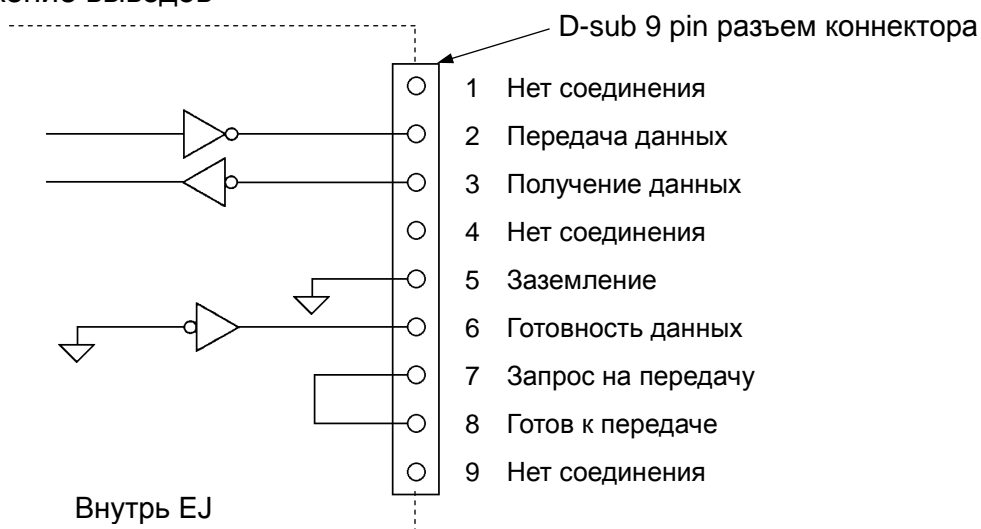 выводов
D-sub 9 pin разъем коннектора
1 Нет соединения
2 Передача данных
3 Получение данных
4 Нет соединения
5 Заземление
6 Готовность данных
7 Запрос на передачу
8 Готов к передаче
9 Нет соединения
Внутрь EJ